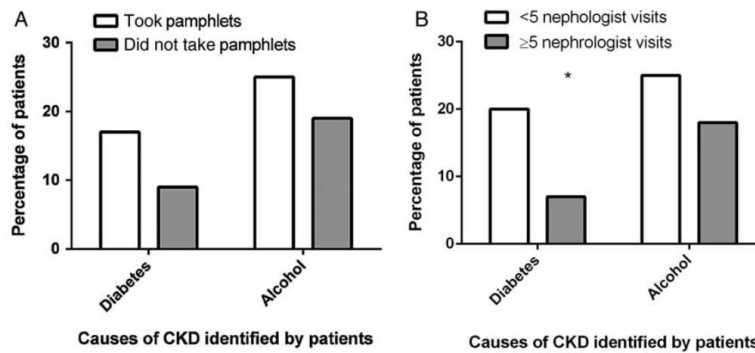 A
Took pamphlets
Did not take pamphlets
Percentage of patients
30
20
10
0
Diabetes
Alcohol
Causes of CKD identified by patients
B
<5 nephologist visits
≥5 nephrologist visits
Percentage of patients
30
20
10
0
*
Diabetes
Alcohol
Causes of CKD identified by patient